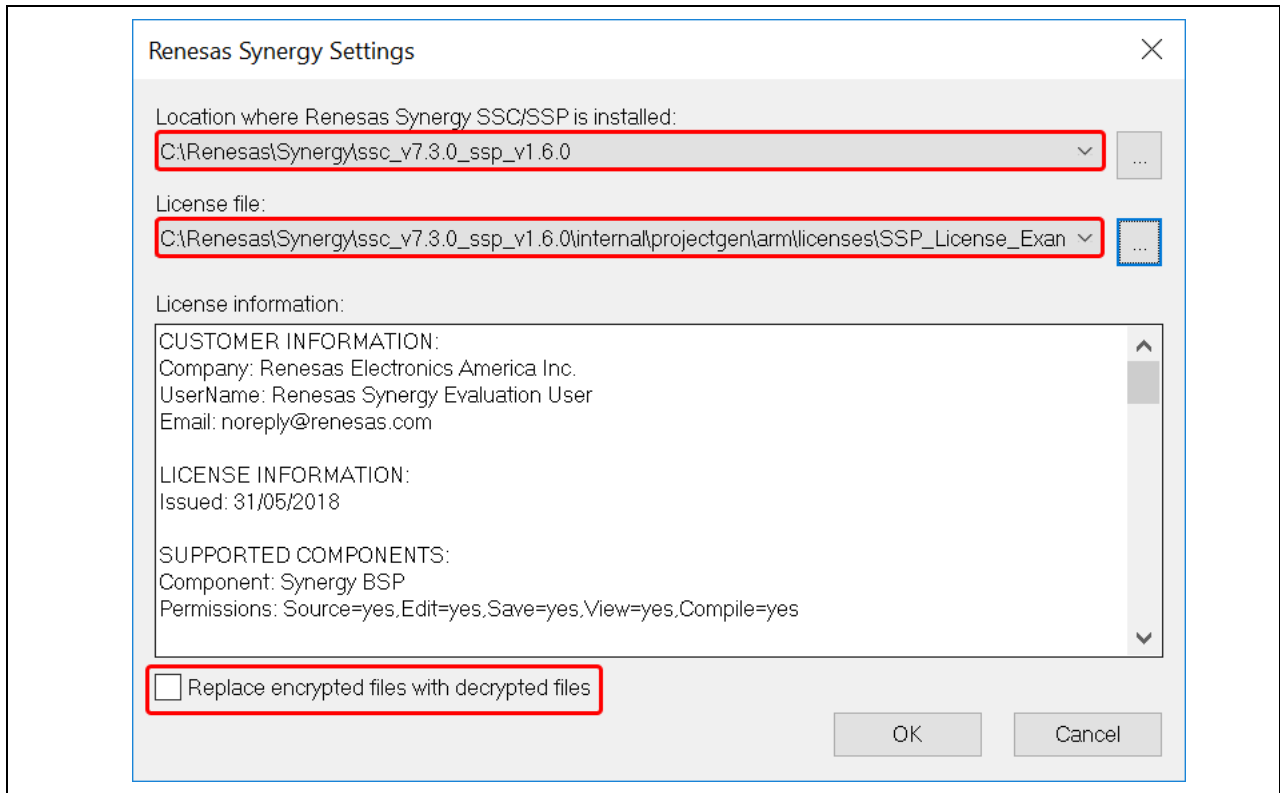 Renesas Synergy Settings
Location where Renesas Synergy SSC/SSP is installed:
C:\Renesas\Synergy\ssc_v7.3.0_ssp_v1.6.0
...
License file:
C:\Renesas\Synergy\ssc_v7.3.0_ssp_v1.6.0\internal\projectgen\arm\licenses\SSP_License_Exan
...
License information:
CUSTOMER INFORMATION:
Company: Renesas Electronics America Inc.
UserName: Renesas Synergy Evaluation User
Email: noreply@renesas.com
LICENSE INFORMATION:
Issued: 31/05/2018
SUPPORTED COMPONENTS:
Component: Synergy BSP
Permissions: Source=yes,Edit=yes,Save=yes,View=yes,Compile=yes
Replace encrypted files with decrypted files
OK Cancel